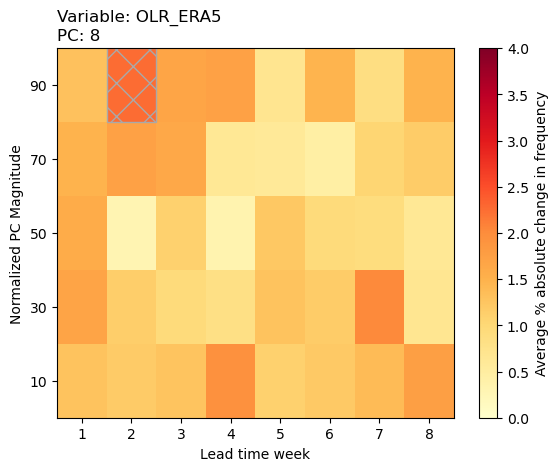 Variable: OLR_ERA5
PC: 8
Normalized PC Magnitude
90
70
50
30
10
1 2 3 4 5 6 7 8
Lead time week
4.0
3.5
3.0
2.5
2.0
1.5
1.0
0.5
0.0
Average % absolute change in frequency